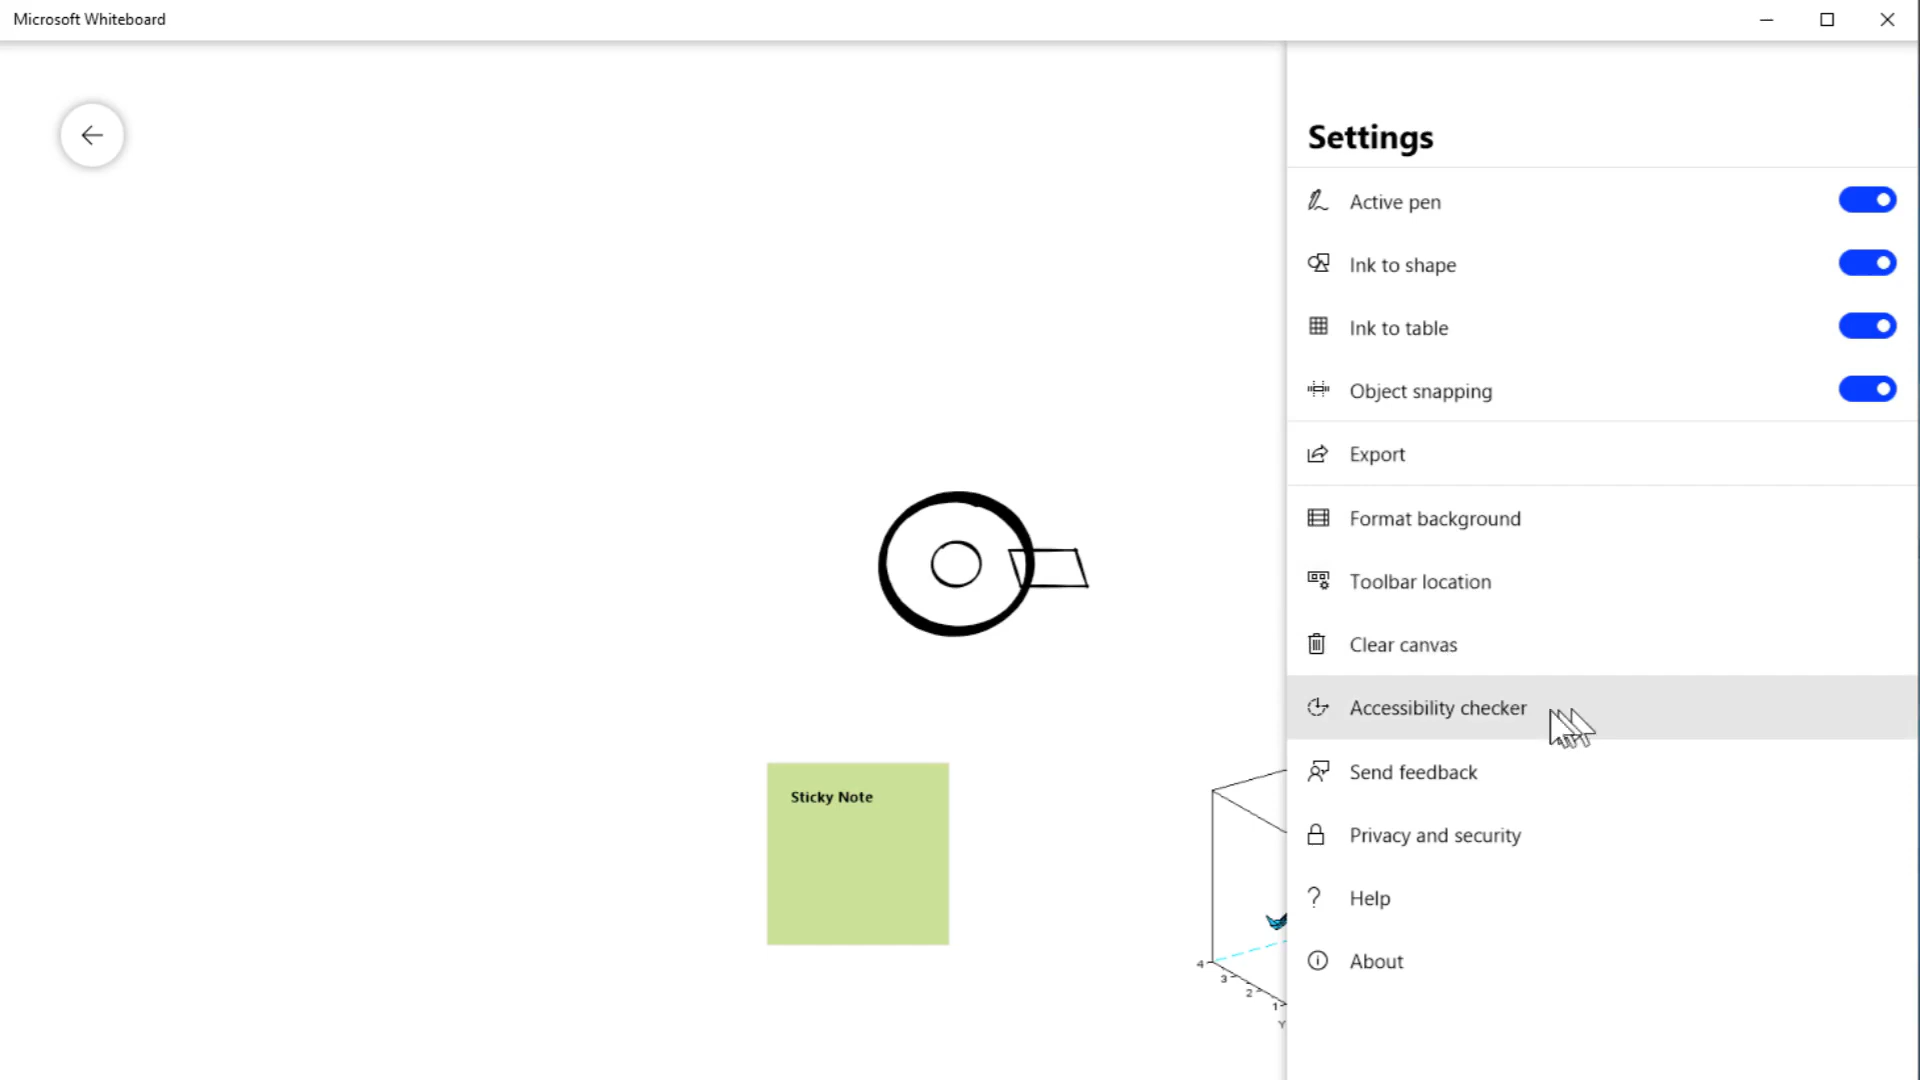 Microsoft Whiteboard
Settings
Active pen
Ink to shape
Ink to table
Object snapping
Export
Format background
Toolbar location
Clear canvas
Accessibility checker
Send feedback
Privacy and security
Help
About
Sticky Note
4
3
2
1
Y